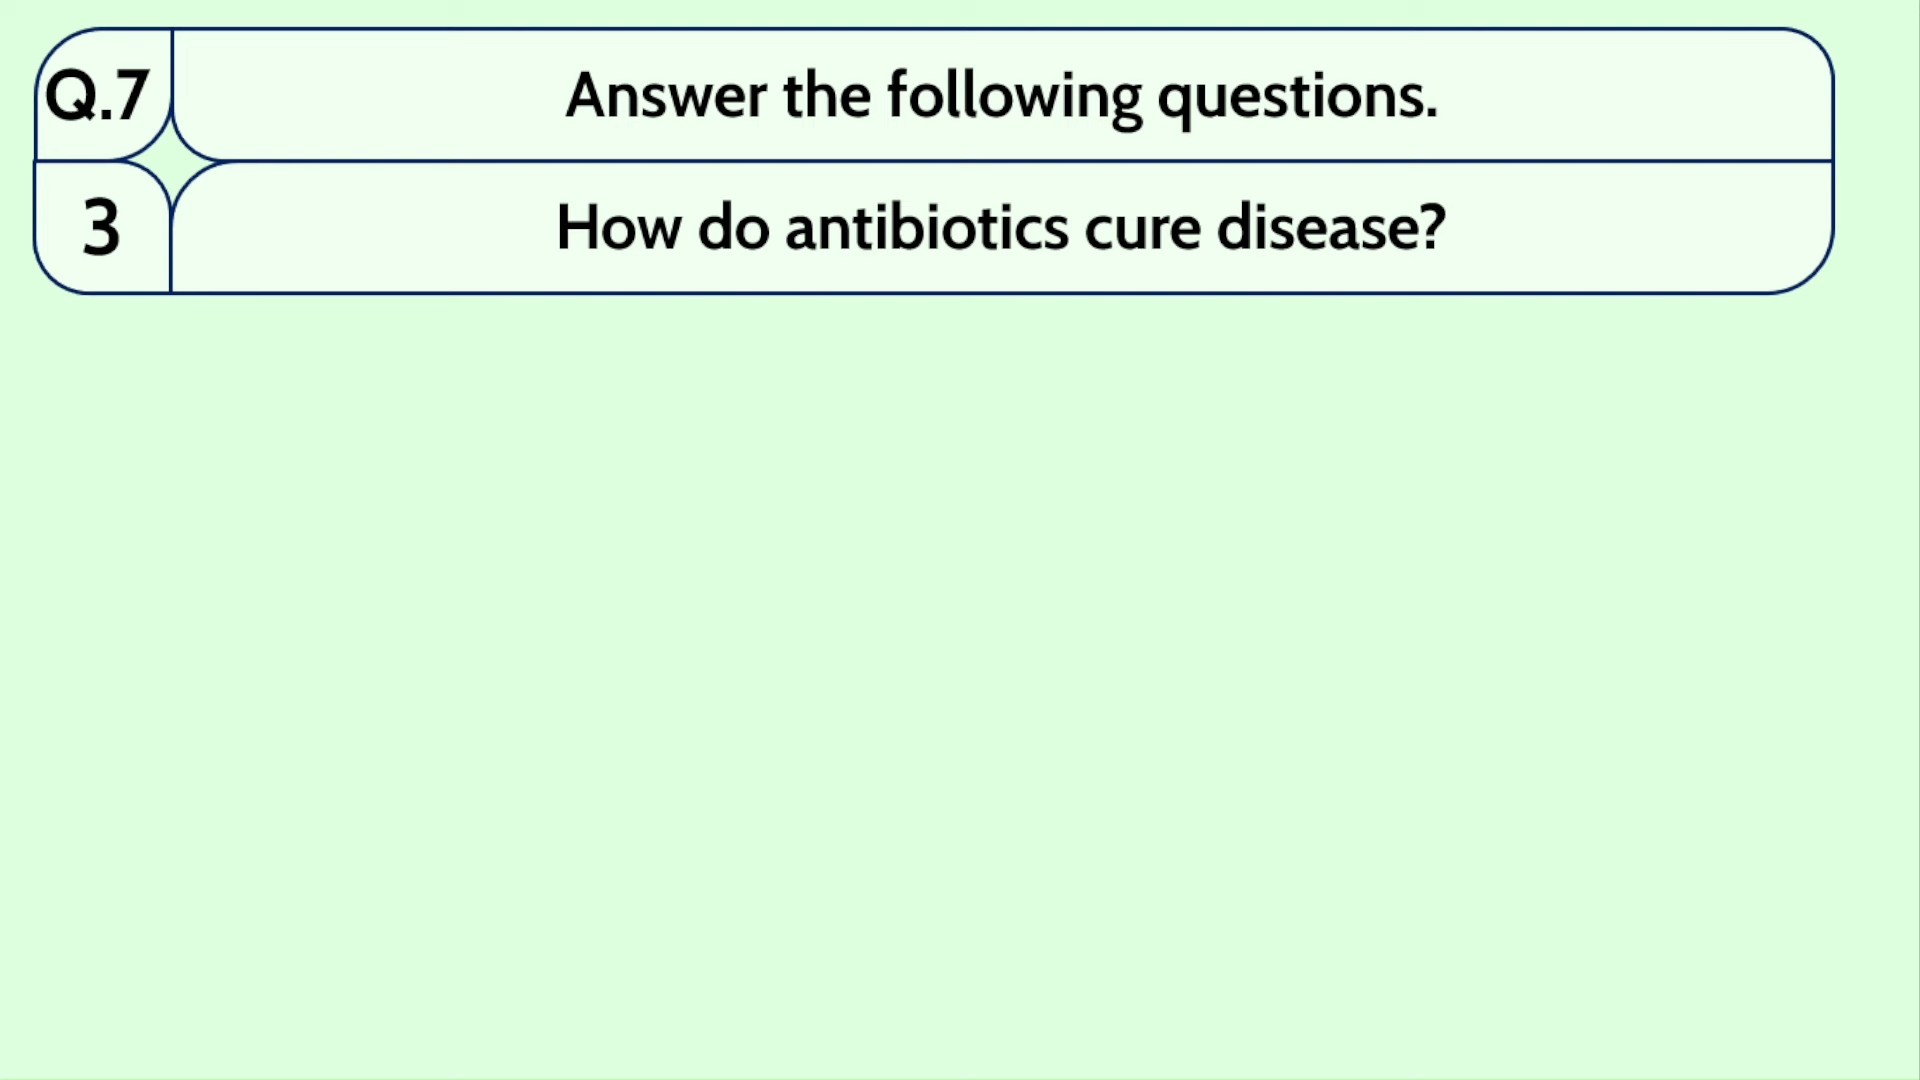 Q.7 Answer the following questions.
3 How do antibiotics cure disease?